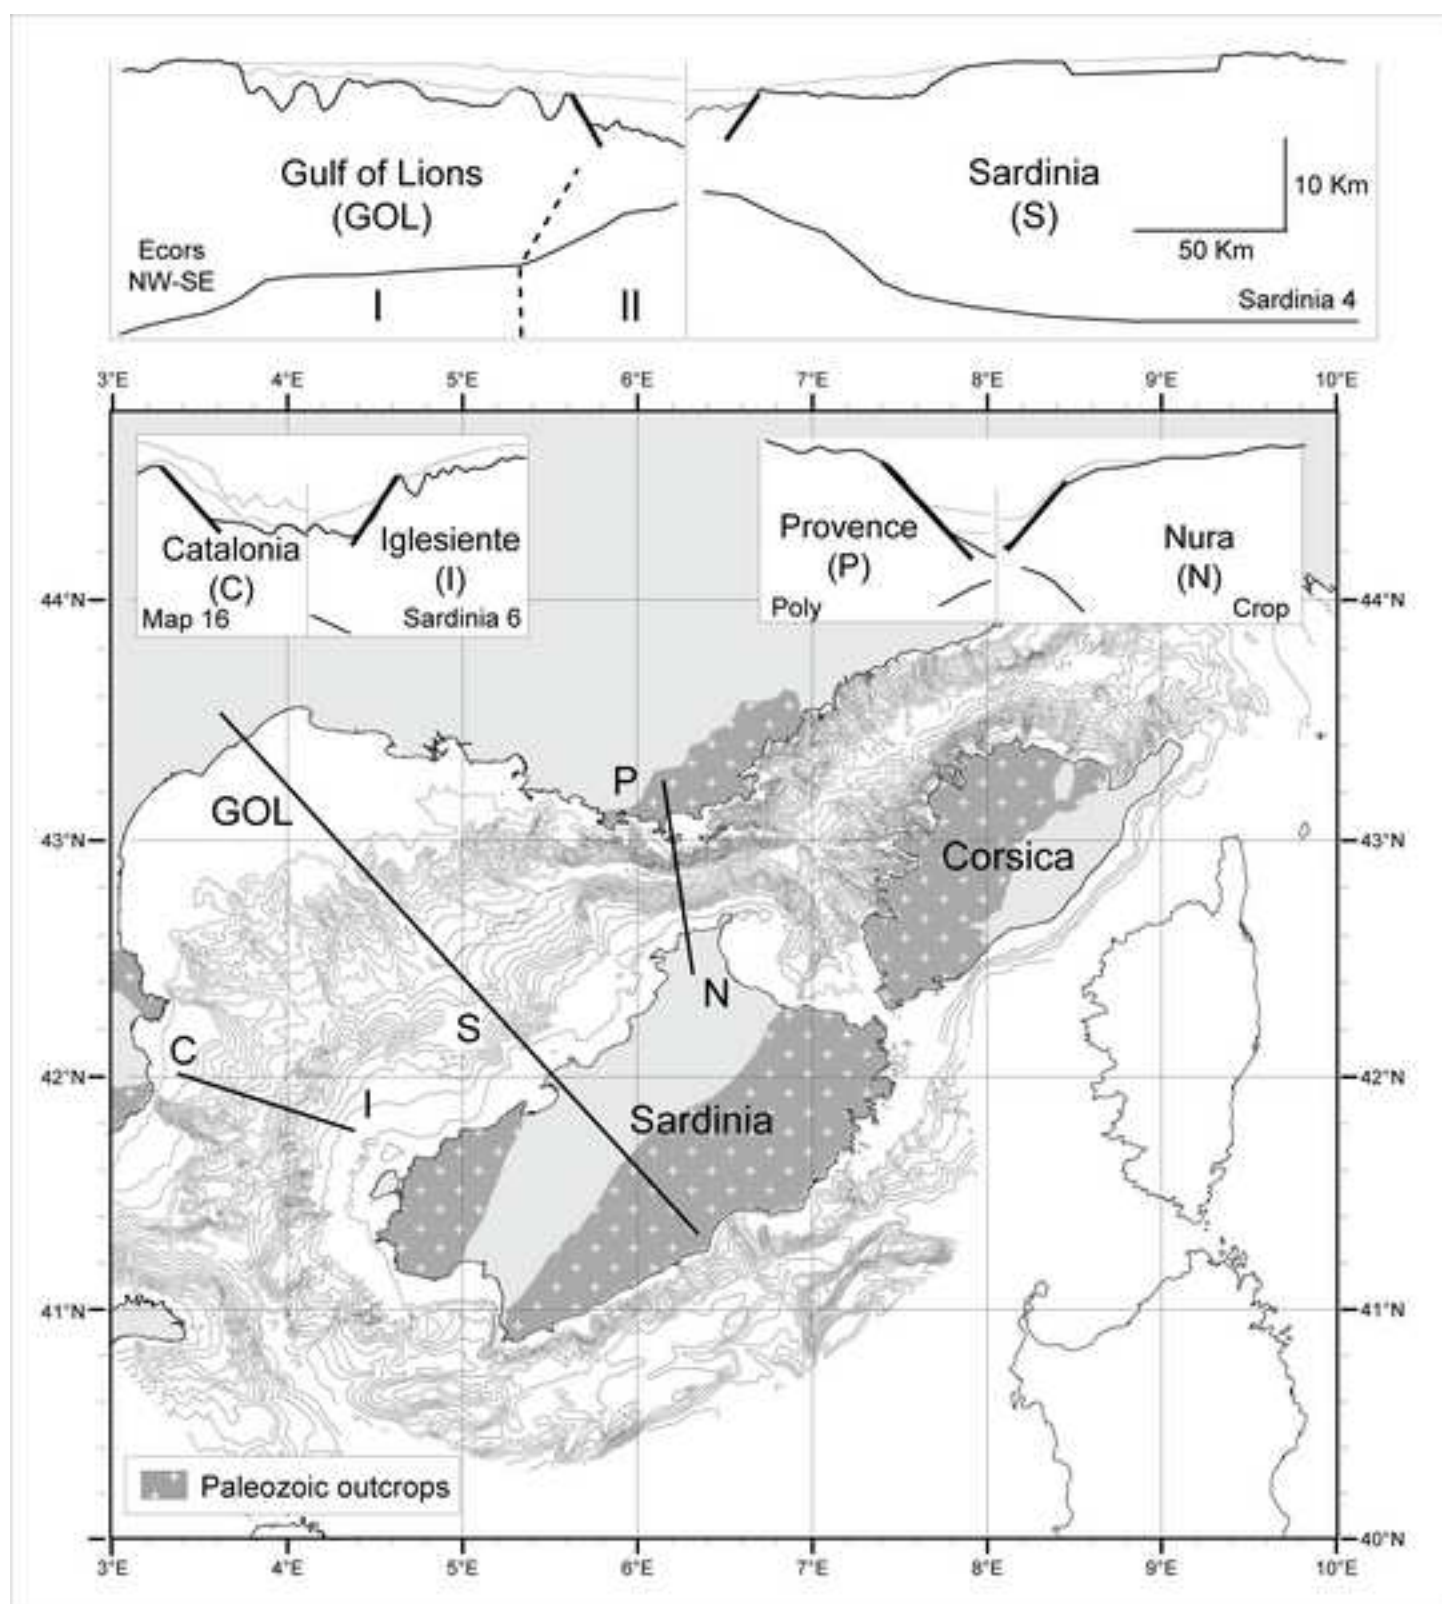 Gulf of Lions
(GOL)
Sardinia
(S)
10 Km
50 Km
Ecors
NW-SE
I
II
Sardinia 4
3°E 4°E 5°E 6°E 7°E 8°E 9°E 10°E
Catalonia
(C)
Map 16
Iglesiente
(I)
Sardinia 6
Provence
(P)
Poly
Nura
(N)
Crop
44°N 44°N
P
GOL
43°N 43°N
Corsica
N
S
C
42°N 42°N
I
Sardinia
41°N 41°N
Paleozoic outcrops
40°N
3°E 4°E 5°E 6°E 7°E 8°E 9°E 10°E